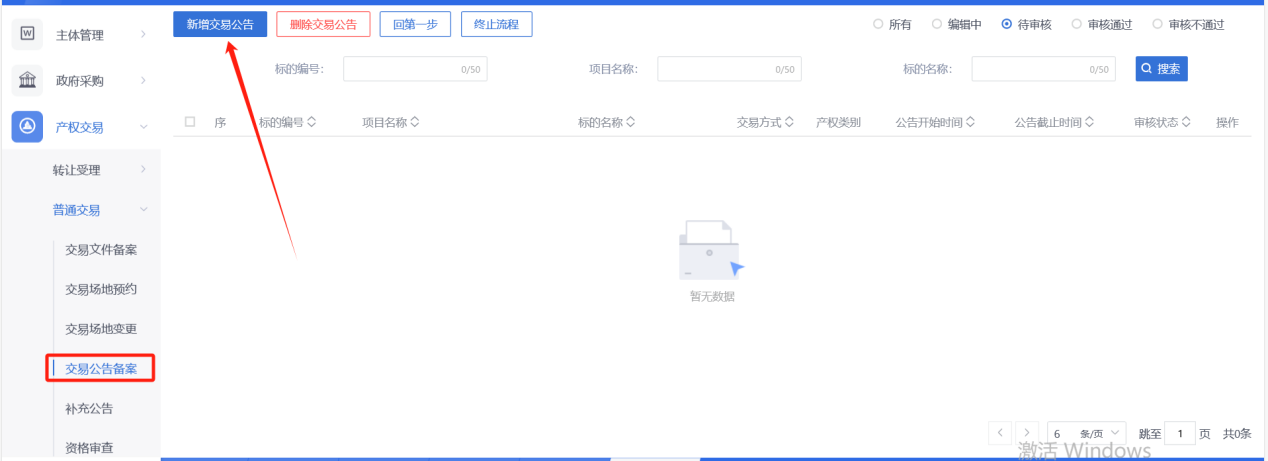 新增交易公告 删除交易公告 回第一步 终止流程 所有 编辑中 待审核 审核通过 审核不通过
W 主体管理
标的编号： 0/50 项目名称： 0/50 标的名称： 0/50 搜索
政府采购
产权交易
序 标的编号 项目名称 标的名称 交易方式 产权类别 公告开始时间 公告截止时间 审核状态 操作
转让受理
普通交易
交易文件备案
交易场地预约
暂无数据
交易场地变更
交易公告备案
补充公告
6 条/页 跳至 1 页 共0条
资格审查
激活 Windows